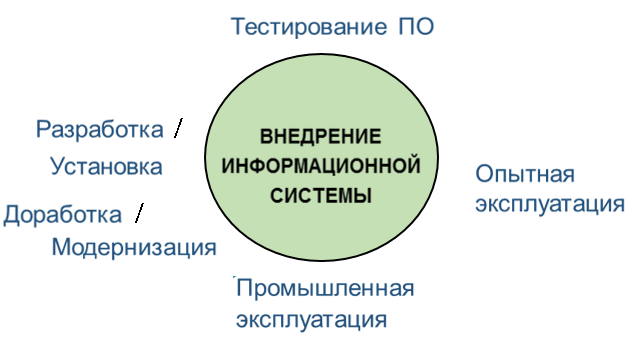 Тестирование ПО
Разработка /
Установка
ВНЕДРЕНИЕ
ИНФОРМАЦИОННОЙ
СИСТЕМЫ
Опытная
эксплуатация
Доработка /
Модернизация
Промышленная
эксплуатация